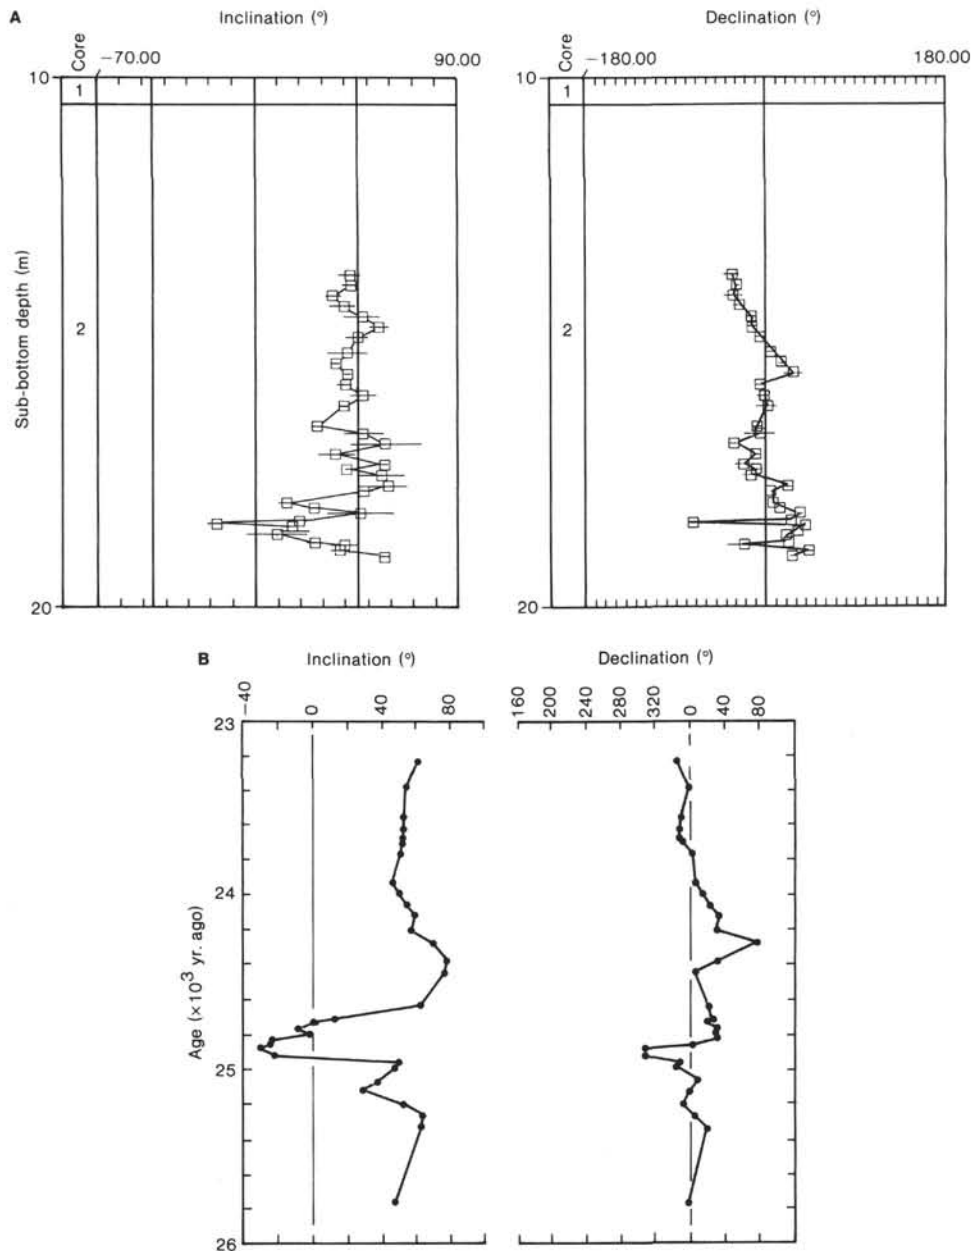 A Inclination (°) Declination (°)
Core −70.00 90.00 Core −180.00 180.00
10 10
1 1
Sub-bottom depth (m)
2 2
20 20
B Inclination (°) Declination (°)
−40 0 40 80 160 200 240 280 320 0 40 80
23
24
Age (×10³ yr. ago)
25
26